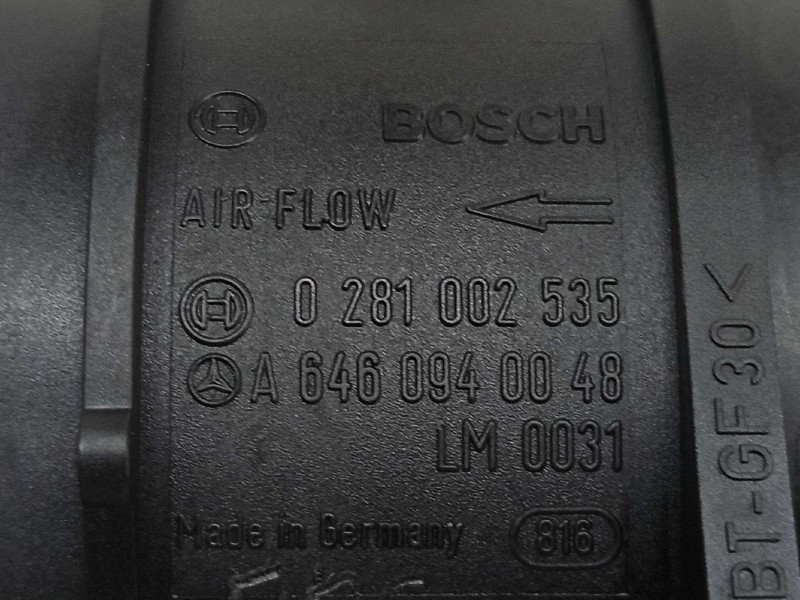 BOSCH
AIR FLOW
0 281 002 535
A 646 094 00 48
LM 0031
Made in Germany 816
BT-GF30<